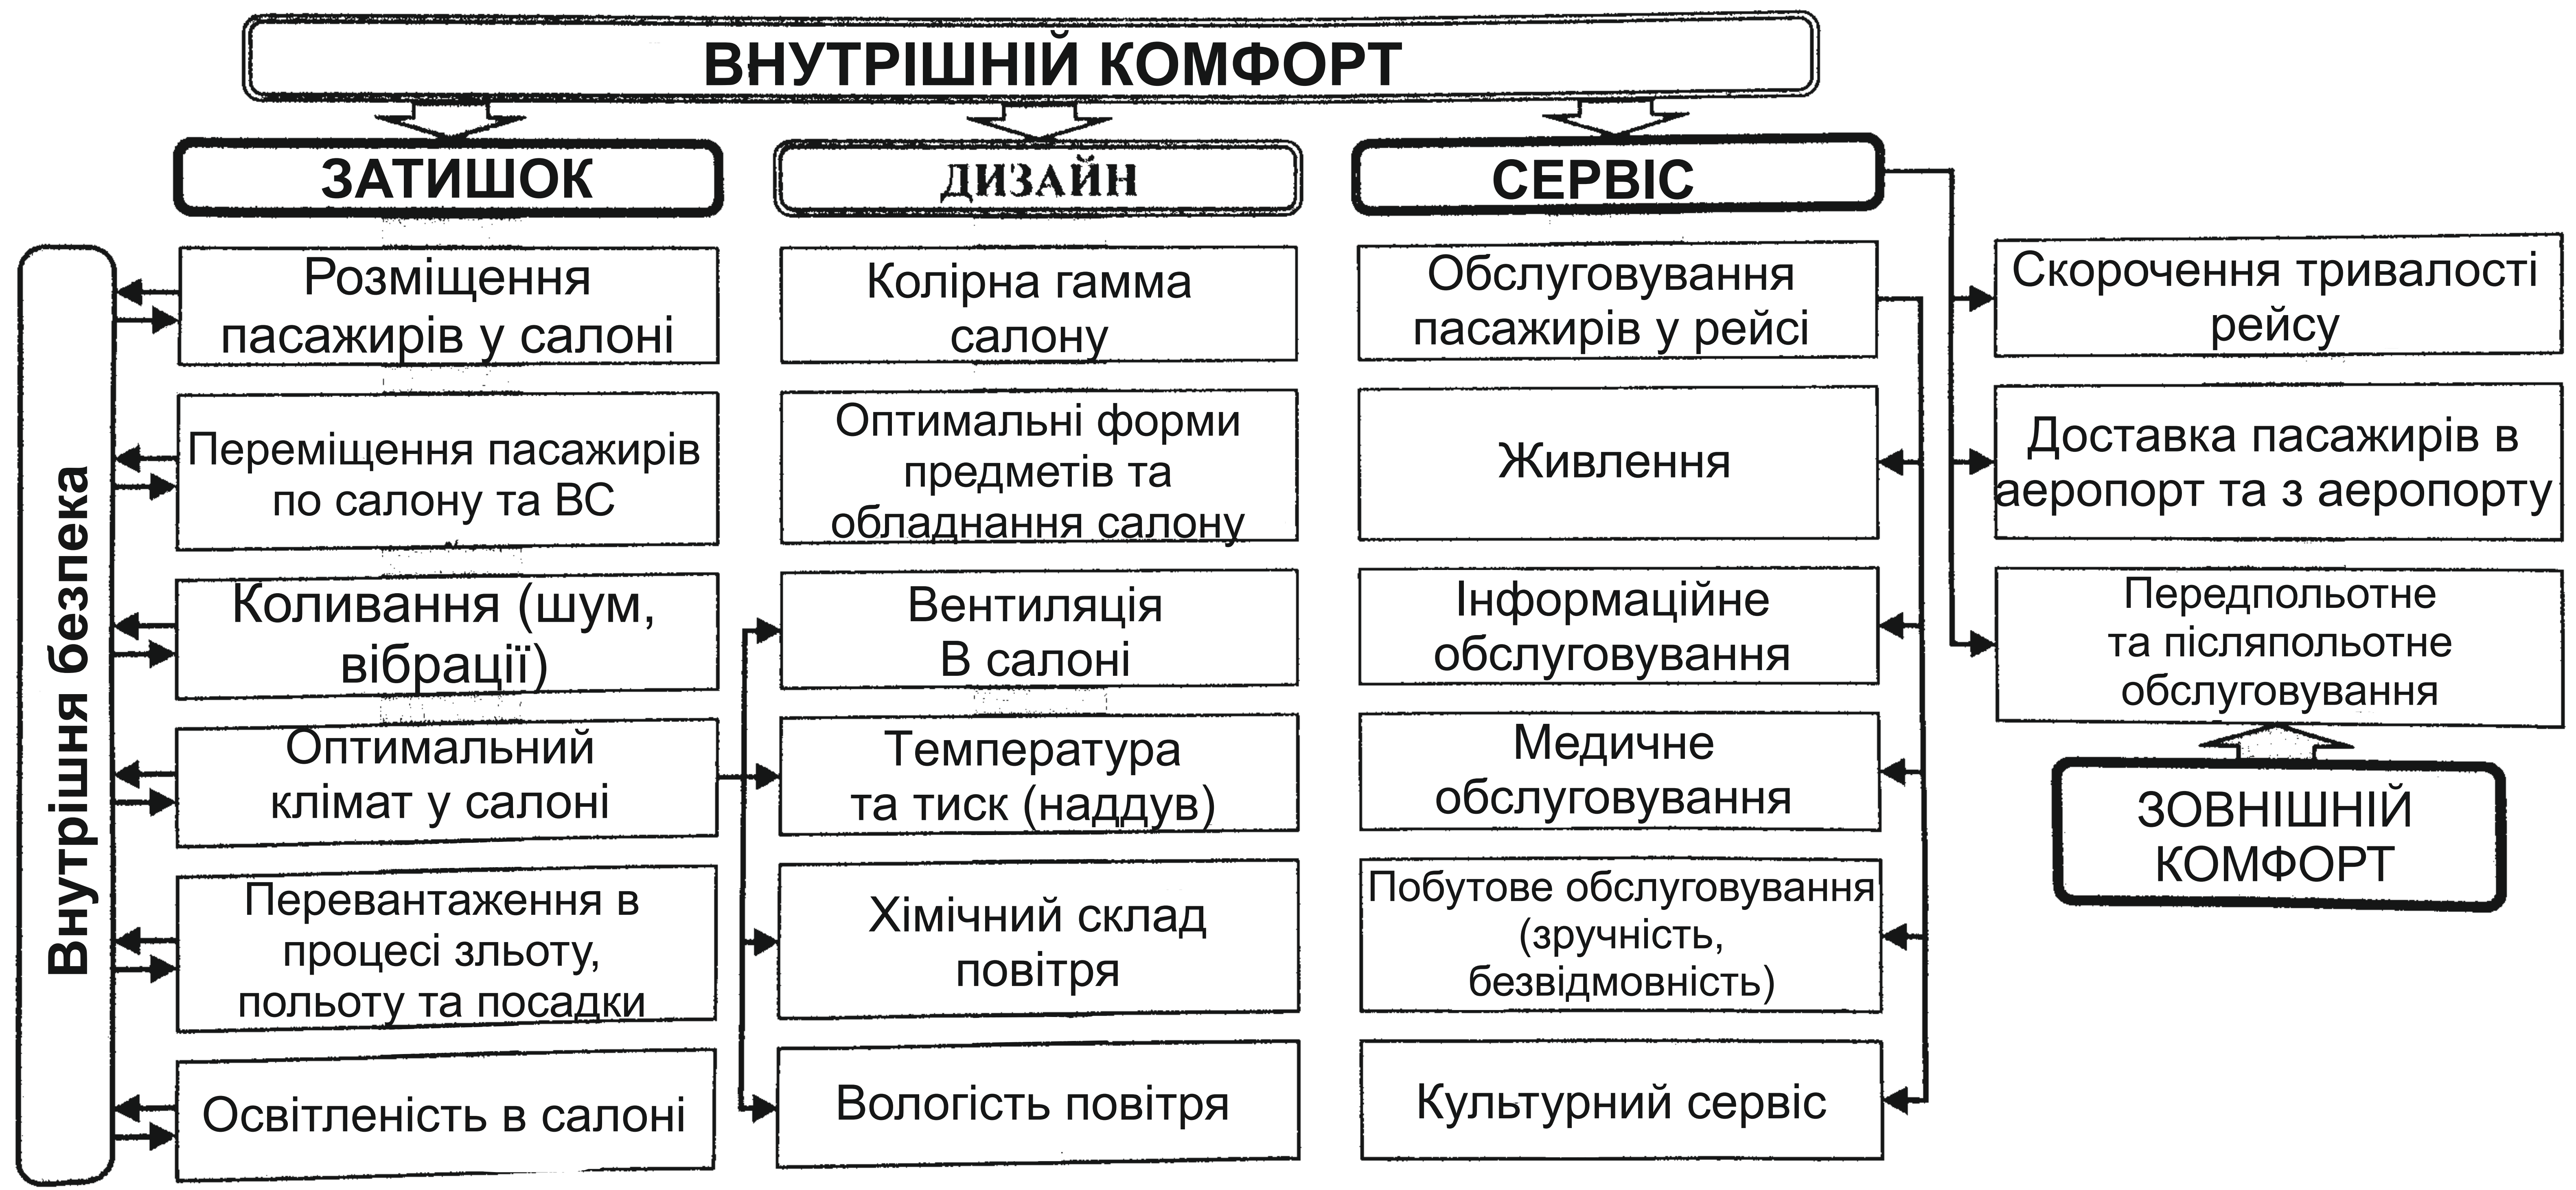 ВНУТРІШНІЙ КОМФОРТ
ЗАТИШОК
ДИЗАЙН
СЕРВІС
Внутрішня безпека
Розміщення
пасажирів у салоні
Переміщення пасажирів
по салону та ВС
Коливання (шум,
вібрації)
Оптимальний
клімат у салоні
Перевантаження в
процесі зльоту,
польоту та посадки
Освітленість в салоні
Колірна гамма
салону
Оптимальні форми
предметів та
обладнання салону
Вентиляція
В салоні
Температура
та тиск (наддув)
Хімічний склад
повітря
Вологість повітря
Обслуговування
пасажирів у рейсі
Живлення
Інформаційне
обслуговування
Медичне
обслуговування
Побутове обслуговування
(зручність,
безвідмовність)
Культурний сервіс
Скорочення тривалості
рейсу
Доставка пасажирів в
аеропорт та з аеропорту
Передпольотне
та післяпольотне
обслуговування
ЗОВНІШНІЙ
КОМФОРТ